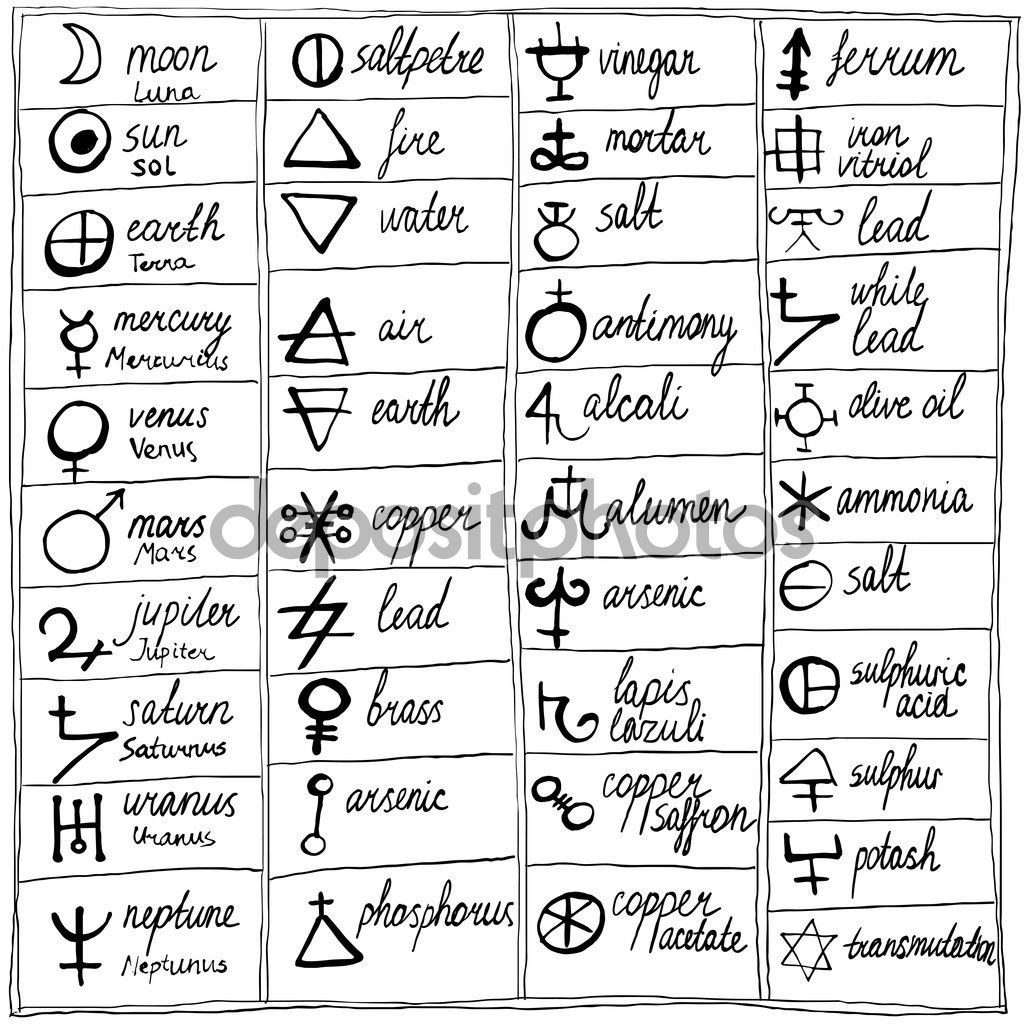 moon
Luna
sun
sol
earth
Terra
mercury
Mercurius
venus
Venus
mars
Mars
jupiter
Jupiter
saturn
Saturnus
uranus
Uranus
neptune
Neptunus
saltpetre
fire
water
air
earth
copper
lead
brass
arsenic
phosphorus
vinegar
mortar
salt
antimony
alcali
alumen
arsenic
lapis
lazuli
copper
saffron
copper
acetate
ferrum
iron
vitriol
lead
while
lead
olive oil
ammonia
salt
sulphuric
acid
sulphur
potash
transmutation
depositphotos